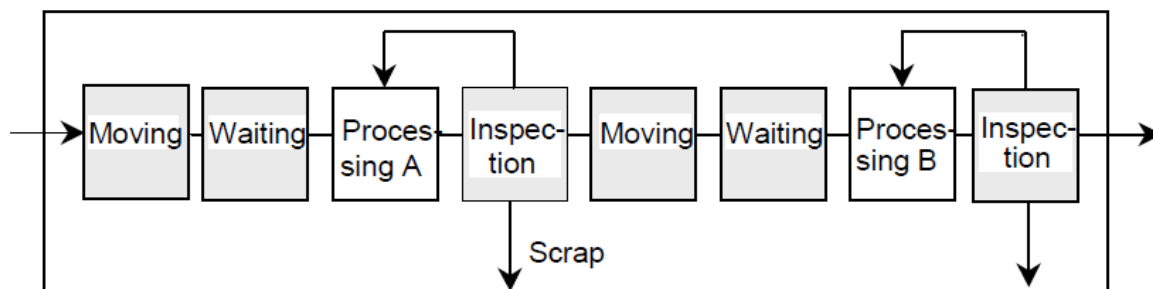 Moving
Waiting
Proces-
sing A
Inspec-
tion
Moving
Waiting
Proces-
sing B
Inspec-
tion
Scrap